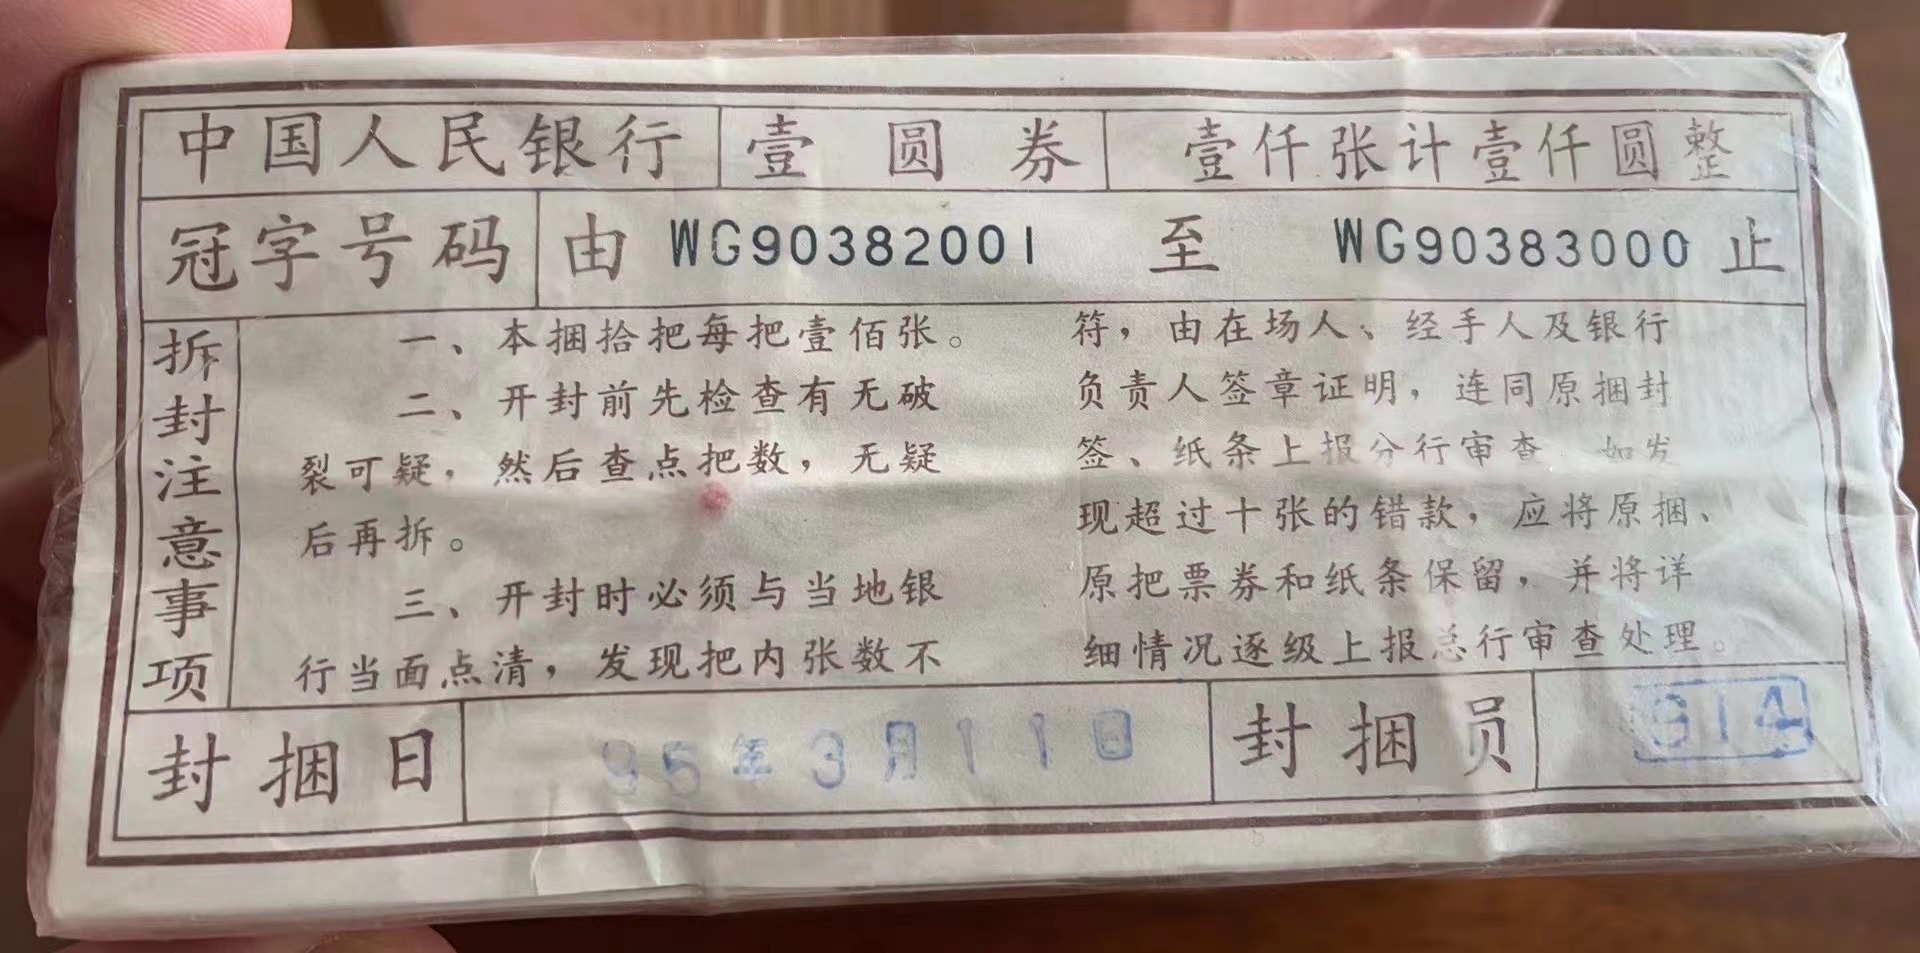 中国人民银行 壹圆券 壹仟张计壹仟圆整
冠字号码 由 WG90382001 至 WG90383000 止
拆封注意事项
一、本捆拾把每把壹佰张。
二、开封前先检查有无破
裂可疑，然后查点把数，无疑
后再拆。
三、开封时必须与当地银
行当面点清，发现把内张数不
符，由在场人、经手人及银行
负责人签章证明，连同原捆封
签、纸条上报分行审查 如发
现超过十张的错款，应将原捆、
原把票券和纸条保留，并将详
细情况逐级上报总行审查处理。
封捆日 95年3月11日 封捆员